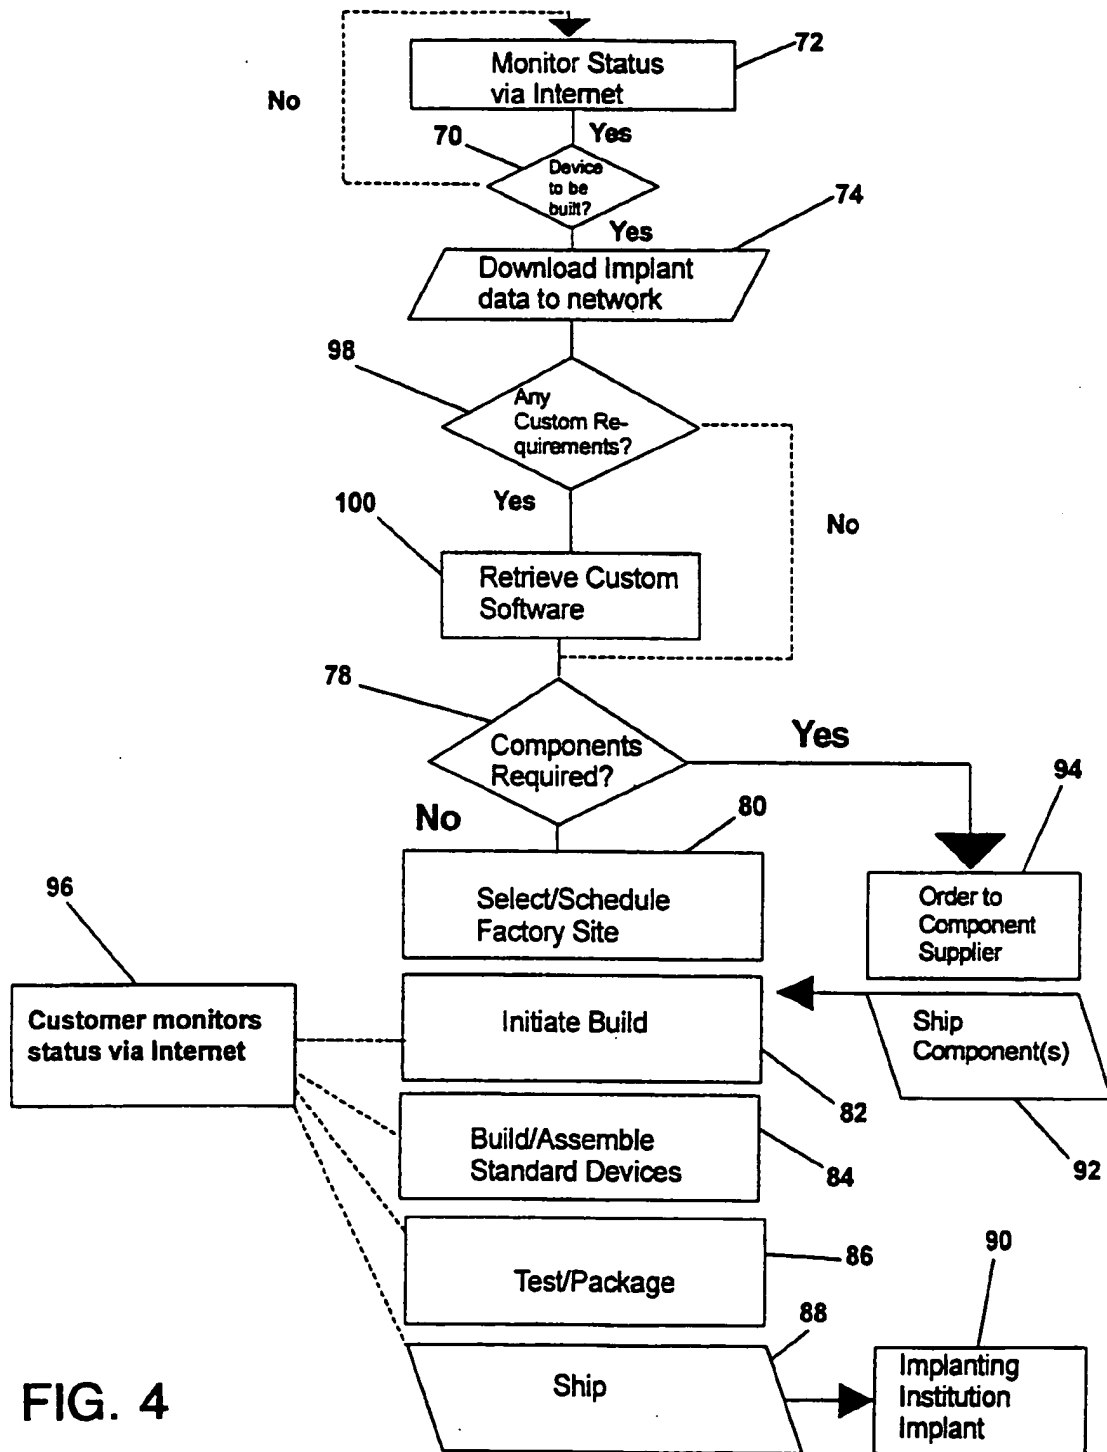 72
Monitor Status
via Internet
No
70
Yes
Device
to be
built?
74
Yes
Download Implant
data to network
98
Any
Custom Re-
quirements?
100
Yes
No
Retrieve Custom
Software
78
Components
Required?
Yes
94
No
80
Order to
Component
Supplier
Select/Schedule
Factory Site
96
Customer monitors
status via Internet
Initiate Build
Ship
Component(s)
82
92
Build/Assemble
Standard Devices
84
Test/Package
86
90
88
Ship
Implanting
Institution
Implant
FIG. 4